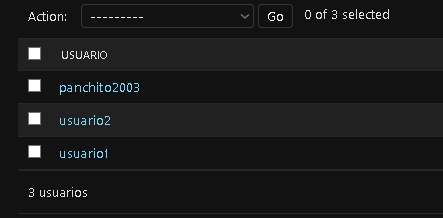 Action: --------- Go 0 of 3 selected
USUARIO
panchito2003
usuario2
usuario1
3 usuarios